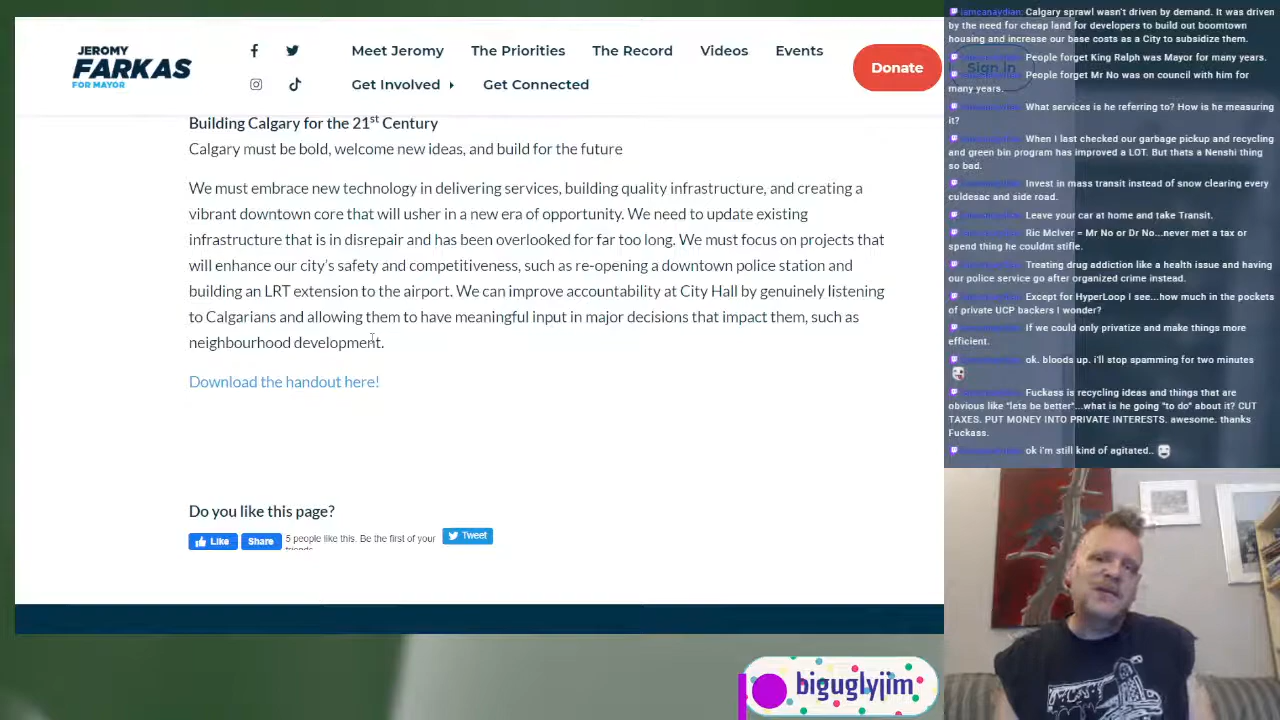 JEROMY
FARKAS
FOR MAYOR
Meet Jeromy
The Priorities
The Record
Videos
Events
Get Involved
Get Connected
Donate
Sign In
Building Calgary for the 21st Century
Calgary must be bold, welcome new ideas, and build for the future
We must embrace new technology in delivering services, building quality infrastructure, and creating a
vibrant downtown core that will usher in a new era of opportunity. We need to update existing
infrastructure that is in disrepair and has been overlooked for far too long. We must focus on projects that
will enhance our city's safety and competitiveness, such as re-opening a downtown police station and
building an LRT extension to the airport. We can improve accountability at City Hall by genuinely listening
to Calgarians and allowing them to have meaningful input in major decisions that impact them, such as
neighbourhood development.
Download the handout here!
Do you like this page?
Like
Share
5 people like this. Be the first of your
friends.
Tweet
iamcanaydian: Calgary sprawl wasn't driven by demand. It was driven
by the need for cheap land for developers to build out boomtown
housing and increase our base costs as a City to subsidize them.
People forget King Ralph was Mayor for many years.
People forget Mr No was on council with him for
many years.
What services is he referring to? How is he measuring
it?
When I last checked our garbage pickup and recycling
and green bin program has improved a LOT. But thats a Nenshi thing
so bad.
Invest in mass transit instead of snow clearing every
culdesac and side road.
Leave your car at home and take Transit.
Ric McIver = Mr No or Dr No...never met a tax or
spend thing he couldnt stifle.
Treating drug addiction like a health issue and having
our police service go after organized crime instead.
Except for HyperLoop I see...how much in the pockets
of private UCP backers I wonder?
If we could only privatize and make things more
efficient.
ok. bloods up. i'll stop spamming for two minutes
Fuckass is recycling ideas and things that are
obvious like "lets be better"...what is he going "to do" about it? CUT
TAXES. PUT MONEY INTO PRIVATE INTERESTS. awesome. thanks
Fuckass.
ok i'm still kind of agitated..
biguglyjim